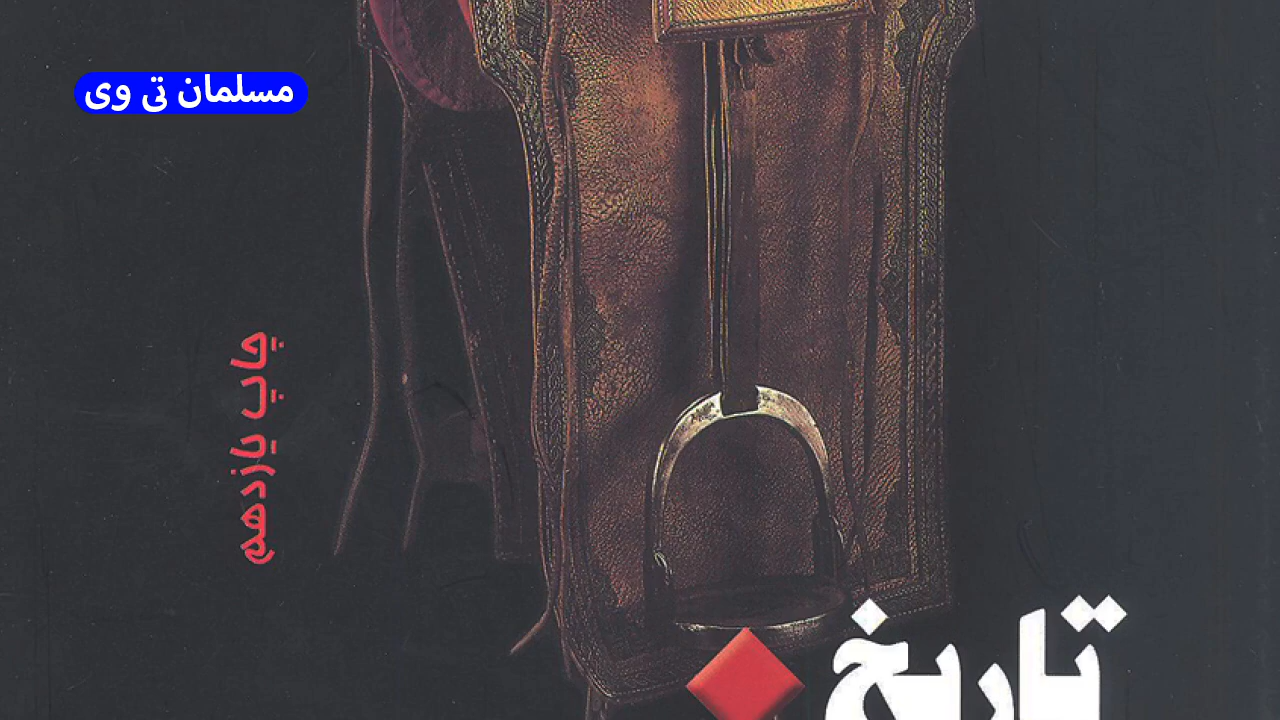 مسلمان تی وی
چاپ یازدهم
تاریخ